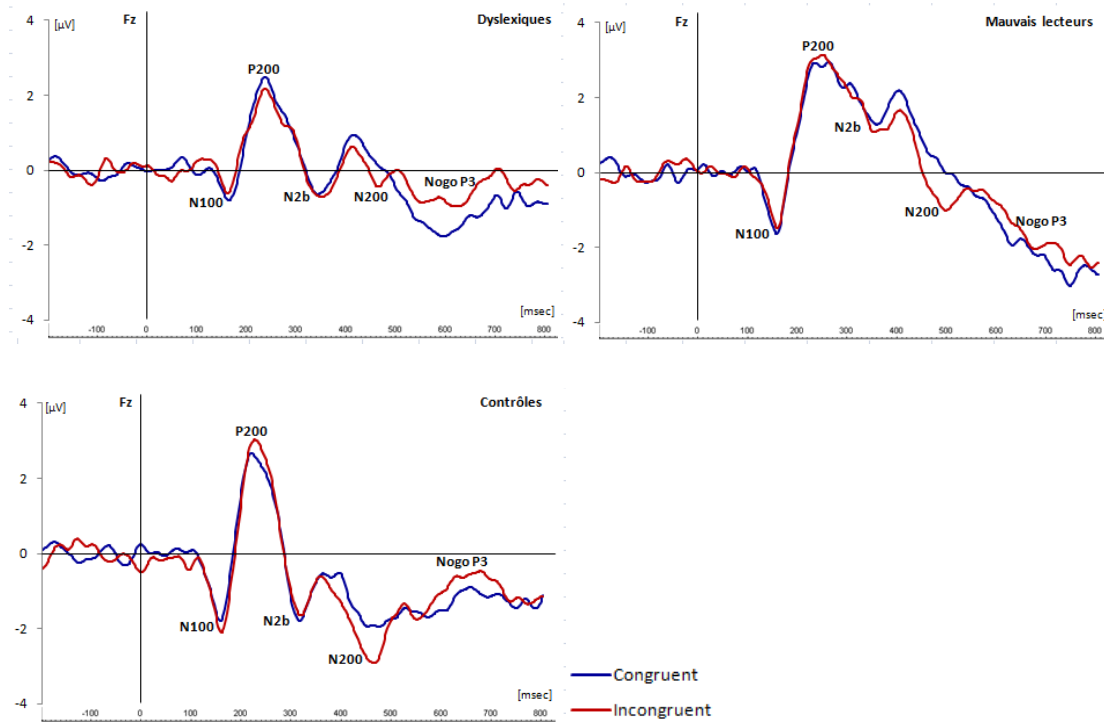 4 Fz Dyslexiques
[µV]
P200
2
0
N100
N2b
N200
Nogo P3
-2
[msec]
-4
-100 0 100 200 300 400 500 600 700 800
4 Fz Mauvais lecteurs
[µV]
P200
2
N2b
0
N200
N100
Nogo P3
-2
[msec]
-4
-100 0 100 200 300 400 500 600 700 800
4 Fz Contrôles
[µV]
P200
2
0
Nogo P3
N100
N2b
-2
N200
[msec]
-4
-100 0 100 200 300 400 500 600 700 800
Congruent
Incongruent